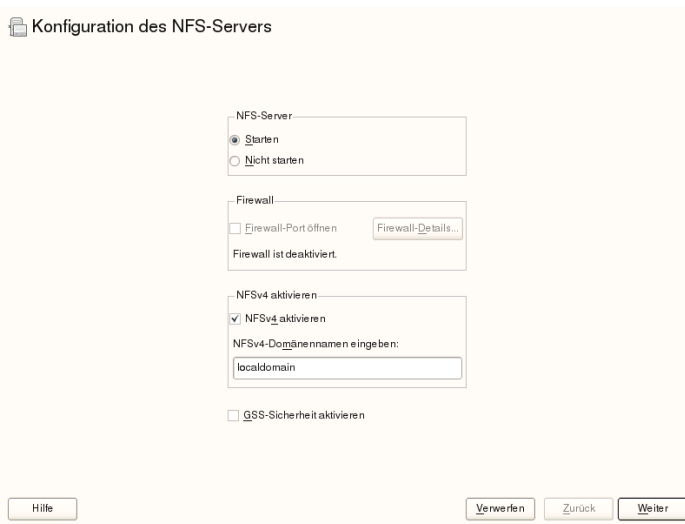 Konfiguration des NFS-Servers
NFS-Server
Starten
Nicht starten
Firewall
Firewall-Port öffnen
Firewall-Details...
Firewall ist deaktiviert.
NFSv4 aktivieren
NFSv4 aktivieren
NFSv4-Domänennamen eingeben:
localdomain
GSS-Sicherheit aktivieren
Hilfe
Verwerfen
Zurück
Weiter